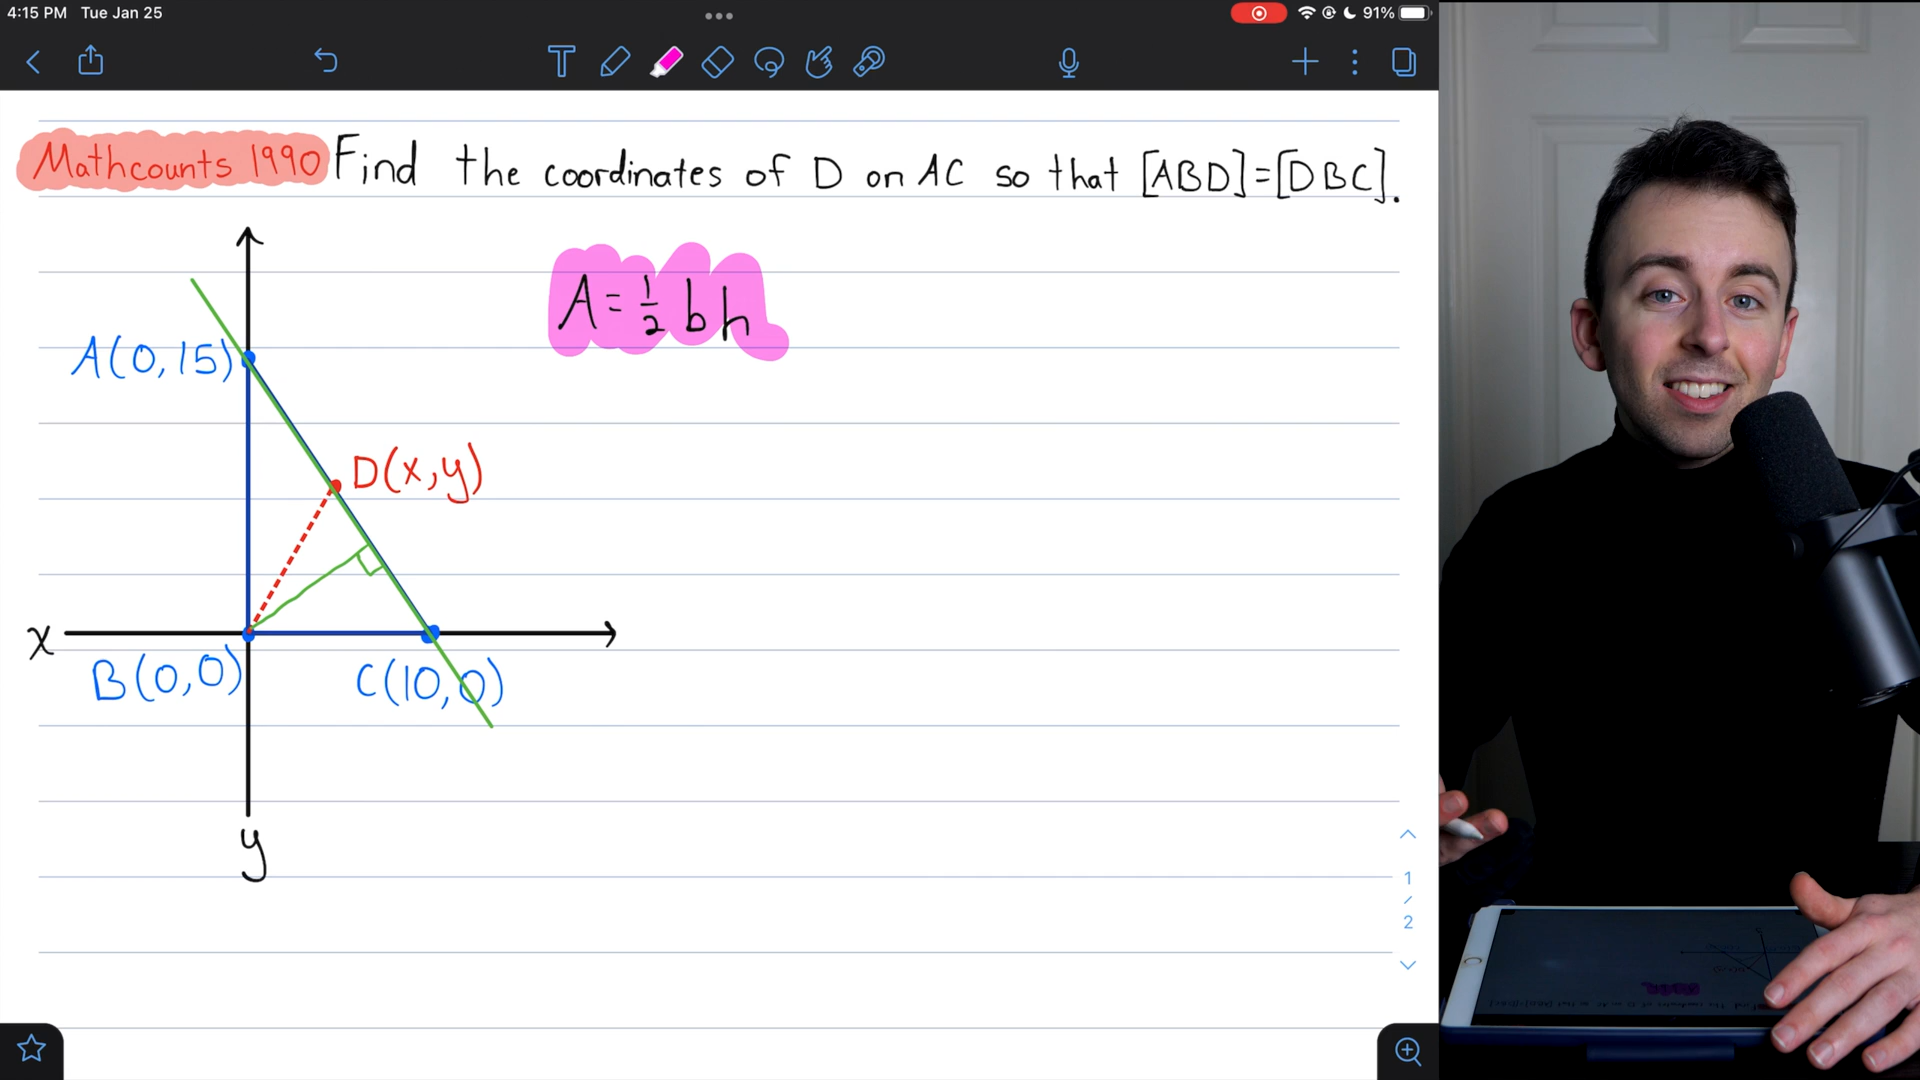 4:15 PM Tue Jan 25
91%
Mathcounts 1990 Find the coordinates of D on AC so that [ABD]=[DBC].
A = 1/2 bh
A(0,15)
D(x,y)
x
B(0,0)
C(10,0)
y
1
/
2